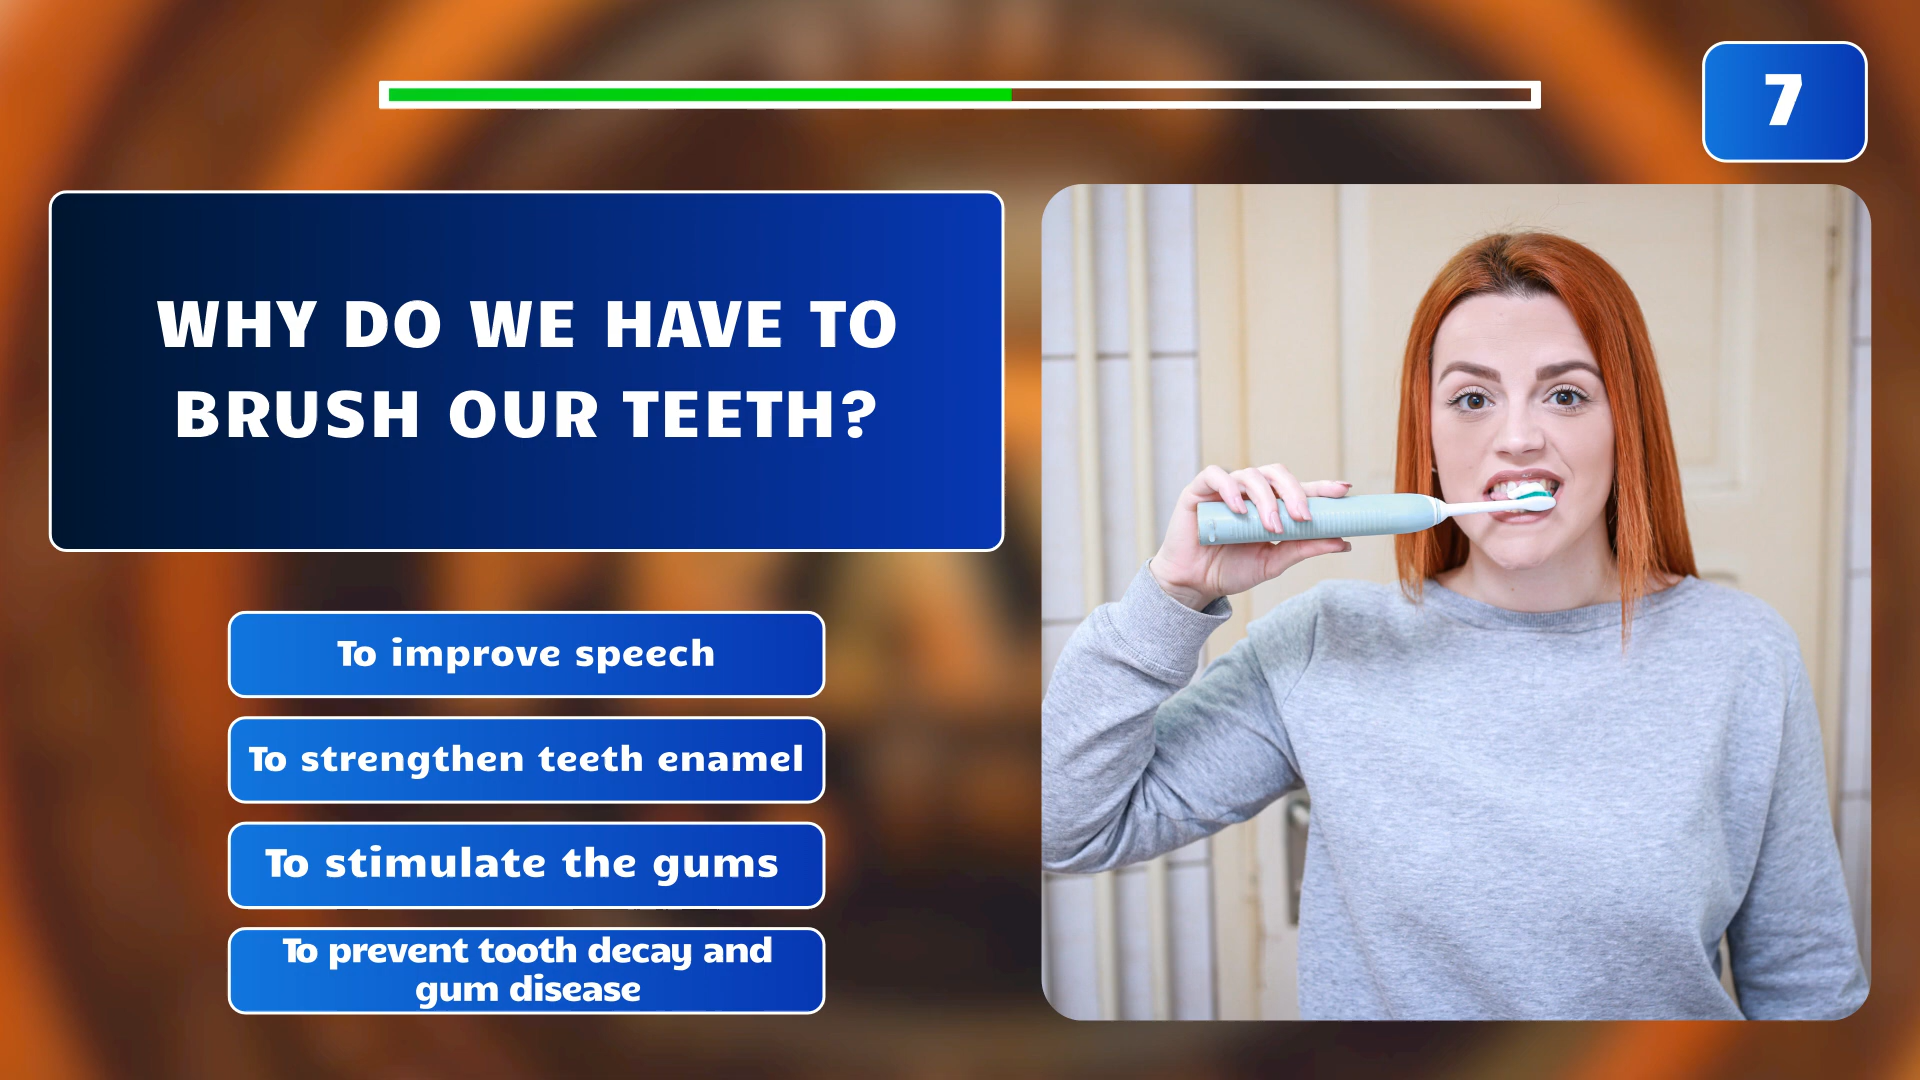 7
WHY DO WE HAVE TO
BRUSH OUR TEETH?
To improve speech
To strengthen teeth enamel
To stimulate the gums
To prevent tooth decay and
gum disease